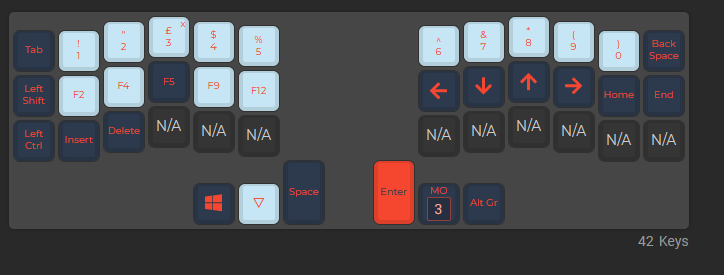 Tab
!
1
"
2
£
3
x
$
4
%
5
^
6
&
7
*
8
(
9
)
0
Back
Space
Left
Shift
F2
F4
F5
F9
F12
←
↓
↑
→
Home
End
Left
Ctrl
Insert
Delete
N/A
N/A
N/A
N/A
N/A
N/A
N/A
N/A
N/A
▽
Space
Enter
MO
3
Alt Gr
42 Keys